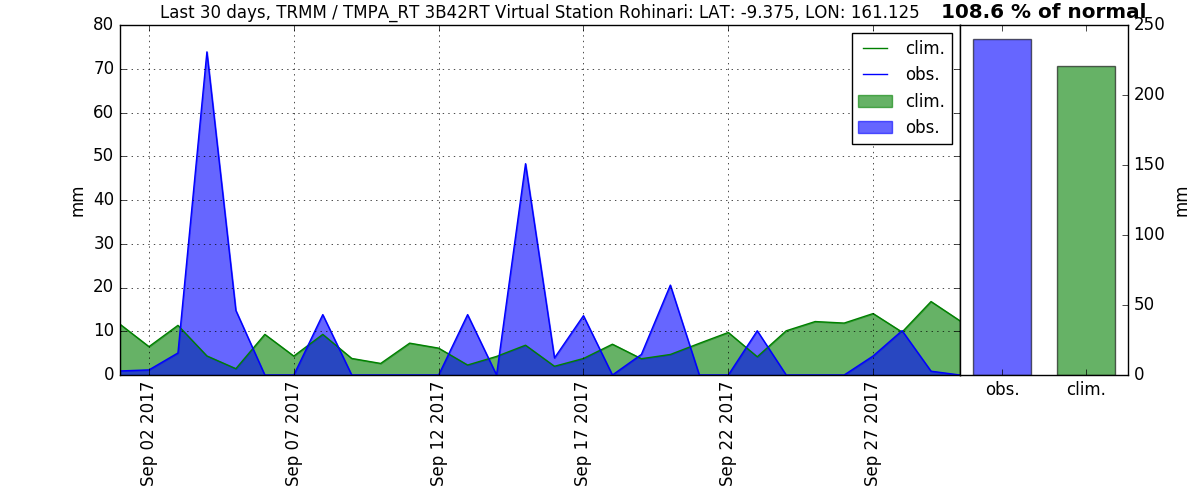 Last 30 days, TRMM / TMPA_RT 3B42RT Virtual Station Rohinari: LAT: -9.375, LON: 161.125
108.6 % of normal
80
70
60
50
40
30
20
10
0
mm
clim.
obs.
clim.
obs.
250
200
150
100
50
0
mm
Sep 02 2017
Sep 07 2017
Sep 12 2017
Sep 17 2017
Sep 22 2017
Sep 27 2017
obs.
clim.